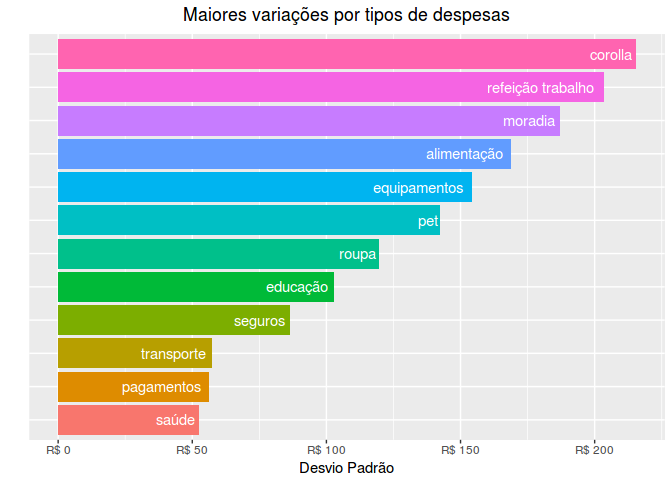 Maiores variações por tipos de despesas
corolla
refeição trabalho
moradia
alimentação
equipamentos
pet
roupa
educação
seguros
transporte
pagamentos
saúde
R$ 0 R$ 50 R$ 100 R$ 150 R$ 200
Desvio Padrão